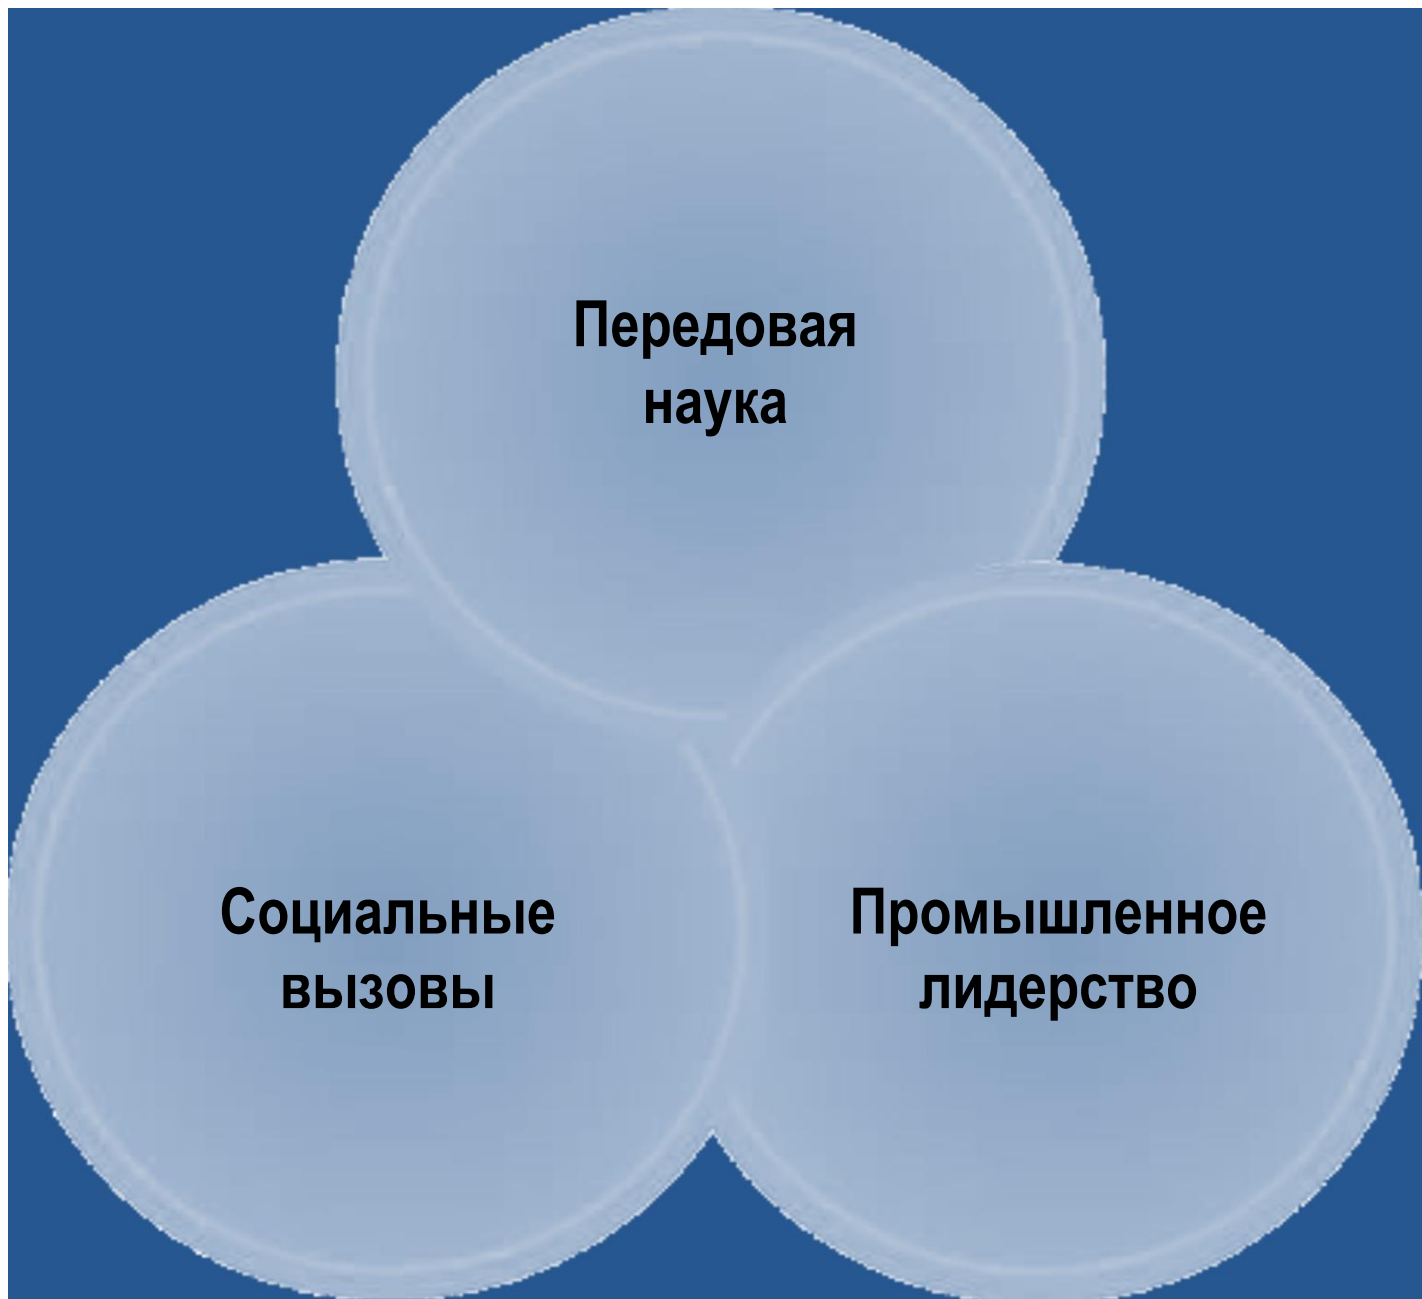 Передовая
наука
Социальные
вызовы
Промышленное
лидерство